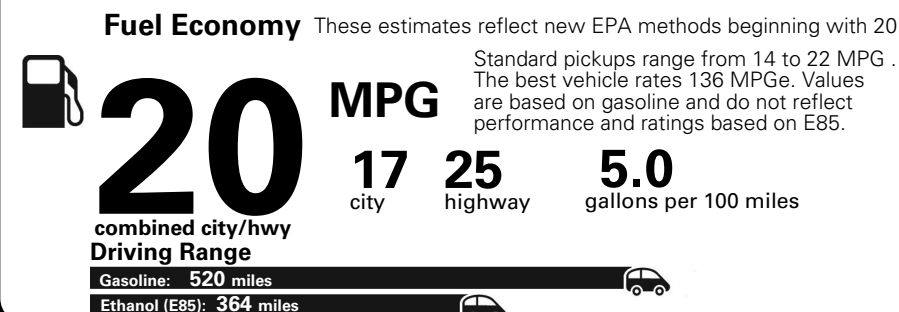 Fuel Economy These estimates reflect new EPA methods beginning with 20
Standard pickups range from 14 to 22 MPG .
The best vehicle rates 136 MPGe. Values
are based on gasoline and do not reflect
performance and ratings based on E85.
20 MPG
combined city/hwy
17 city
25 highway
5.0 gallons per 100 miles
Driving Range
Gasoline: 520 miles
Ethanol (E85): 364 miles